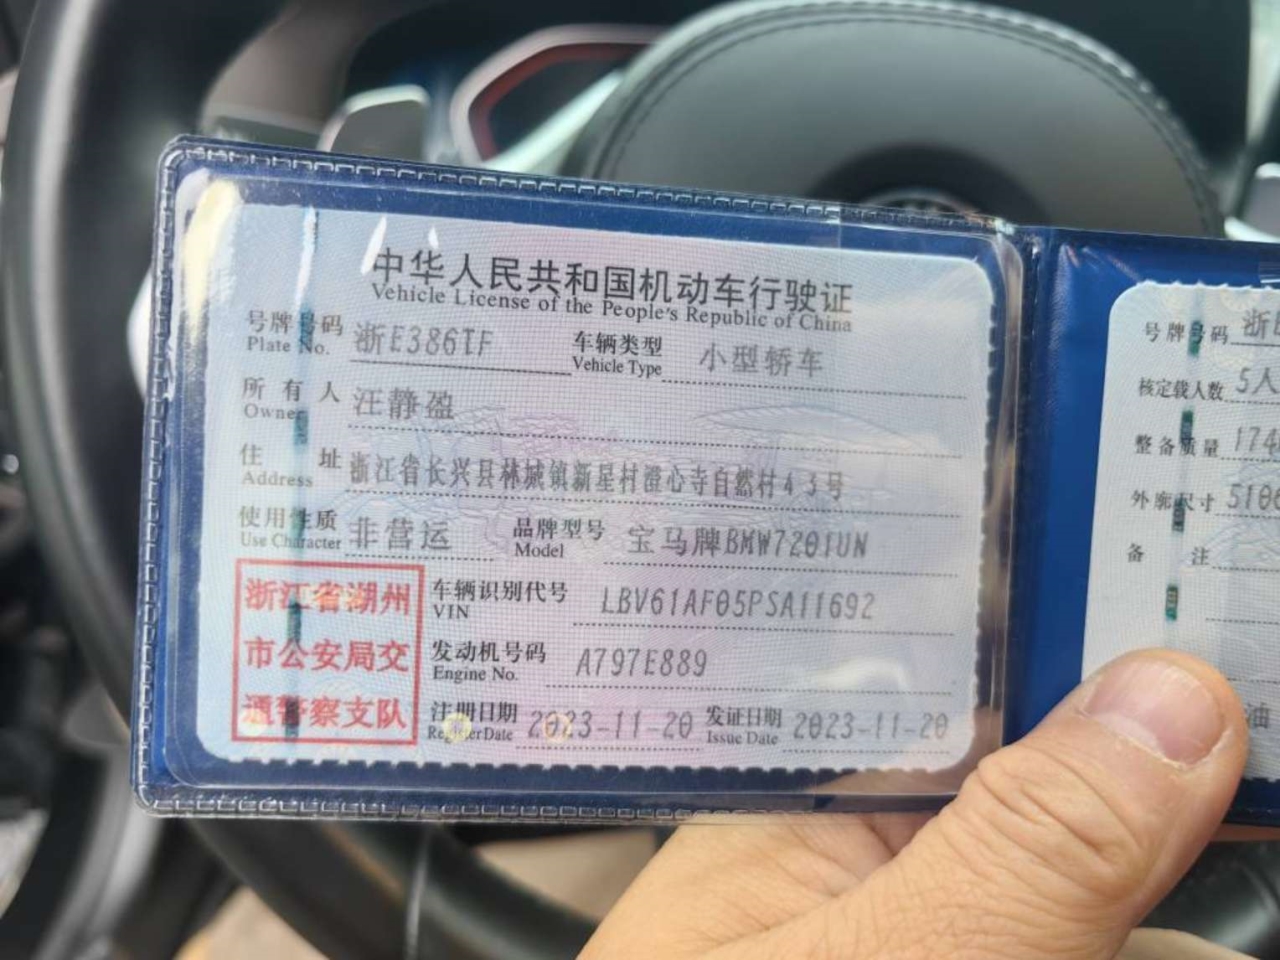 中华人民共和国机动车行驶证
Vehicle License of the People's Republic of China
号牌号码 浙E386TF 车辆类型 小型轿车
Plate No. Vehicle Type
所有人 汪静盈
Owner
住址 浙江省长兴县林城镇新星村澄心寺自然村43号
Address
使用性质 非营运 品牌型号 宝马牌BMW7201UN
Use Character Model
浙江省湖州
市公安局交
通警察支队
车辆识别代号 LBV61AF05PSA11692
VIN
发动机号码 A797E889
Engine No.
注册日期 2023-11-20 发证日期 2023-11-20
Register Date Issue Date
号牌号码 浙
核定载人数 5人
整备质量 174
外廓尺寸 510
备注
油